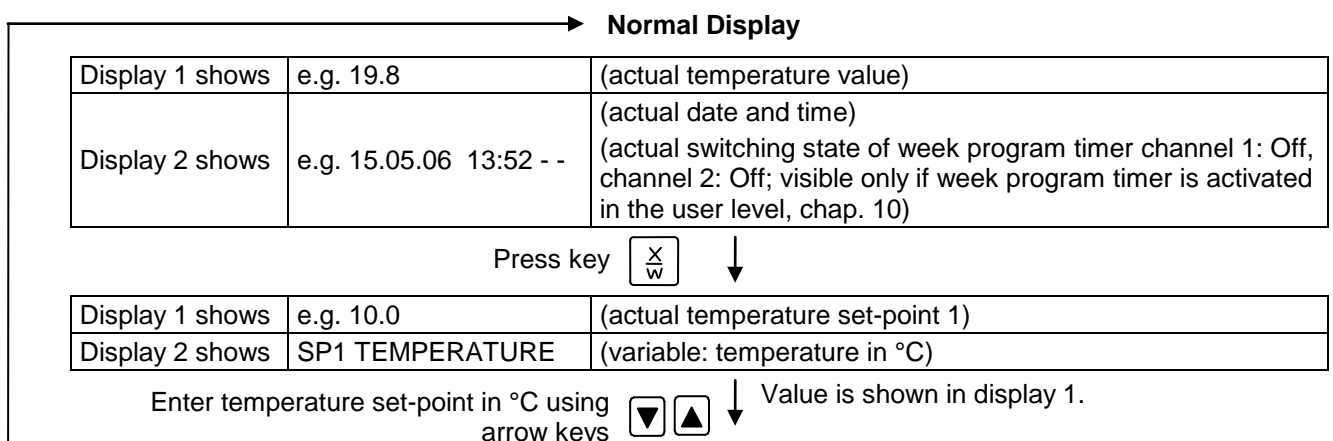 Normal Display
Display 1 shows e.g. 19.8 (actual temperature value)
(actual date and time)
Display 2 shows e.g. 15.05.06 13:52 - - (actual switching state of week program timer channel 1: Off,
channel 2: Off; visible only if week program timer is activated
in the user level, chap. 10)
Press key X W
Display 1 shows e.g. 10.0 (actual temperature set-point 1)
Display 2 shows SP1 TEMPERATURE (variable: temperature in °C)
Enter temperature set-point in °C using Value is shown in display 1.
arrow keys